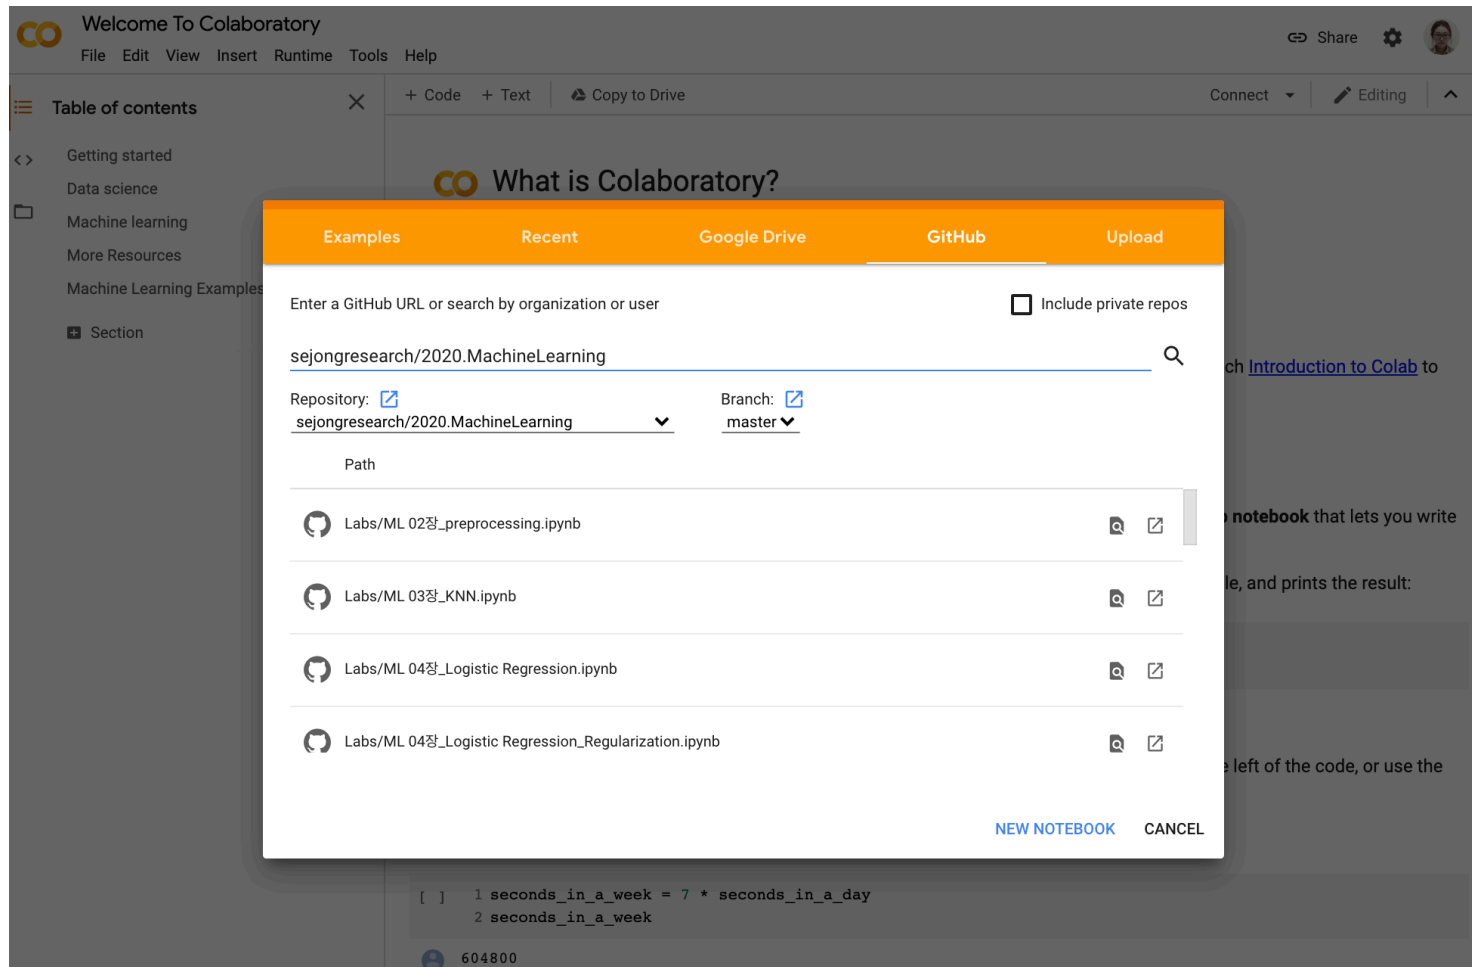 Welcome To Colaboratory
File Edit View Insert Runtime Tools Help
Share
Table of contents
+ Code + Text Copy to Drive
Connect Editing
Getting started
Data science
Machine learning
More Resources
Machine Learning Examples
Section
What is Colaboratory?
Examples Recent Google Drive GitHub Upload
Enter a GitHub URL or search by organization or user
Include private repos
sejongresearch/2020.MachineLearning
Repository:
Branch:
sejongresearch/2020.MachineLearning
master
Path
Labs/ML 02장_preprocessing.ipynb
Labs/ML 03장_KNN.ipynb
Labs/ML 04장_Logistic Regression.ipynb
Labs/ML 04장_Logistic Regression_Regularization.ipynb
NEW NOTEBOOK CANCEL
ch Introduction to Colab to
notebook that lets you write
le, and prints the result:
left of the code, or use the
[ ] 1 seconds_in_a_week = 7 * seconds_in_a_day
2 seconds_in_a_week
604800